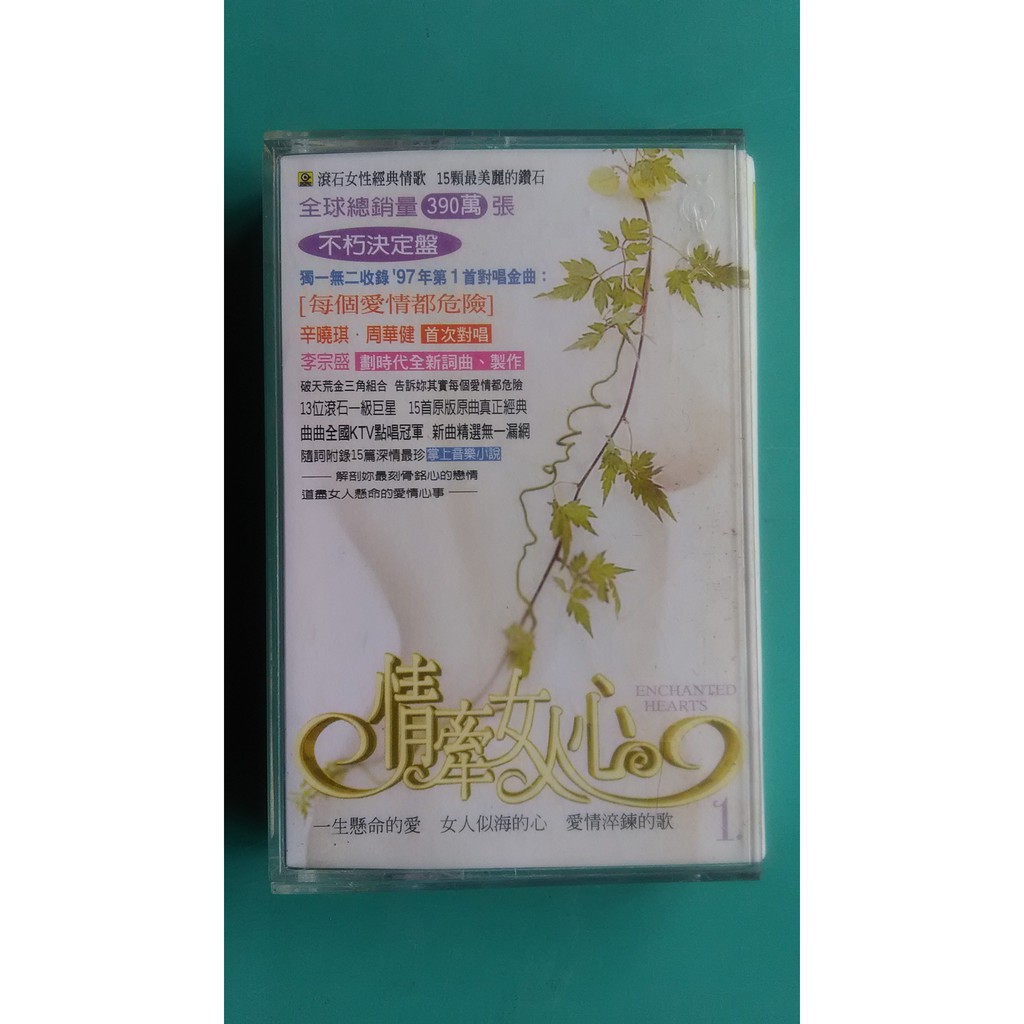 滾石女性經典情歌 15顆最美麗的鑽石
全球總銷量 390萬 張
不朽決定盤
獨一無二收錄'97年第1首對唱金曲：
[每個愛情都危險]
辛曉琪·周華健 首次對唱
李宗盛 劃時代全新詞曲、製作
破天荒金三角組合 告訴妳其實每個愛情都危險
13位滾石一級巨星 15首原版原曲真正經典
曲曲全國KTV點唱冠軍 新曲精選無一漏網
隨詞附錄15篇深情最珍掌上音樂小說
—— 解剖妳最刻骨銘心的戀情
道盡女人懸命的愛情心事 ——
ENCHANTED
HEARTS
情牽女人心
一生懸命的愛 女人似海的心 愛情淬鍊的歌
1.